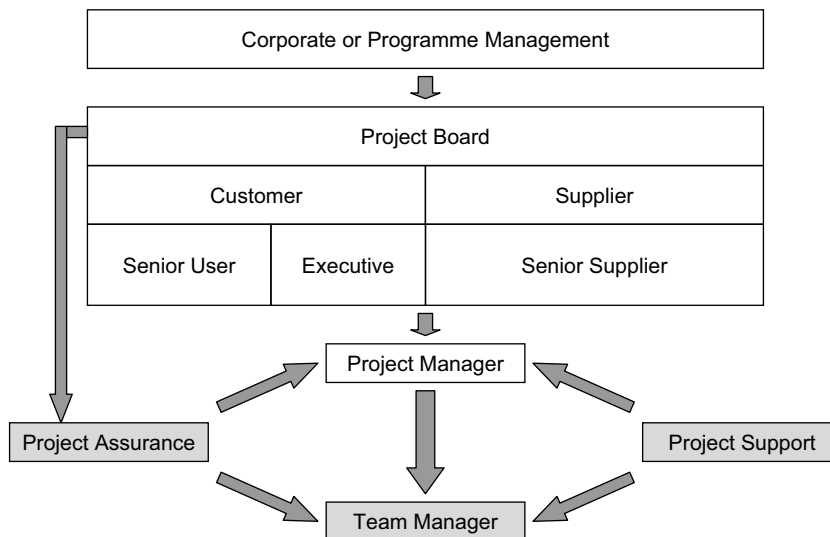 Corporate or Programme Management
Project Board
Customer
Supplier
Senior User
Executive
Senior Supplier
Project Manager
Project Assurance
Project Support
Team Manager